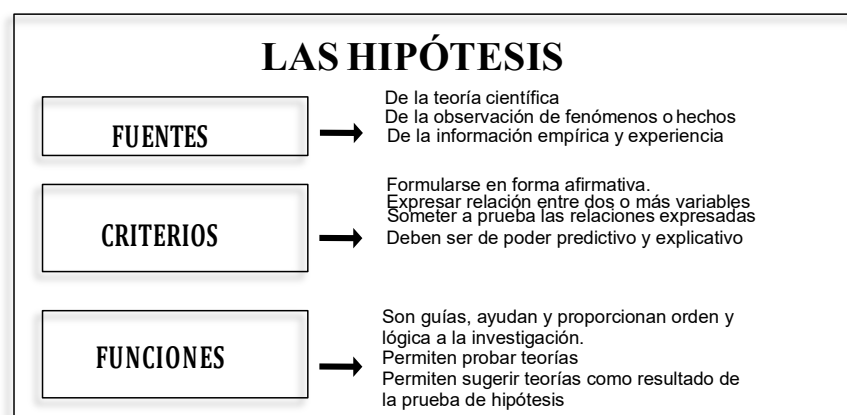 LAS HIPÓTESIS
FUENTES
De la teoría científica
De la observación de fenómenos o hechos
De la información empírica y experiencia
CRITERIOS
Formularse en forma afirmativa.
Expresar relación entre dos o más variables
Someter a prueba las relaciones expresadas
Deben ser de poder predictivo y explicativo
FUNCIONES
Son guías, ayudan y proporcionan orden y
lógica a la investigación.
Permiten probar teorías
Permiten sugerir teorías como resultado de
la prueba de hipótesis